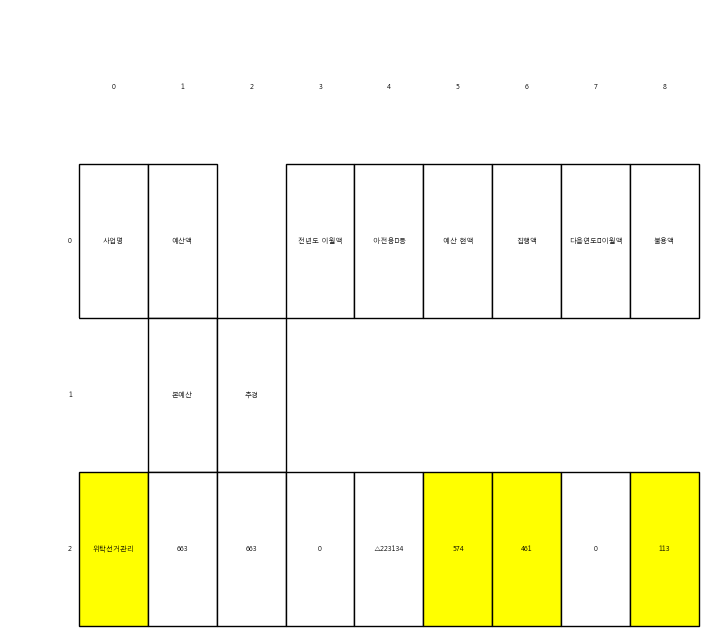 0 1 2 3 4 5 6 7 8
0 사업명 예산액 전년도 이월액 이전용□등 예산 현액 집행액 다음연도□이월액 불용액
1 본예산 추경
2 위탁선거관리 663 663 0 △223134 574 461 0 113